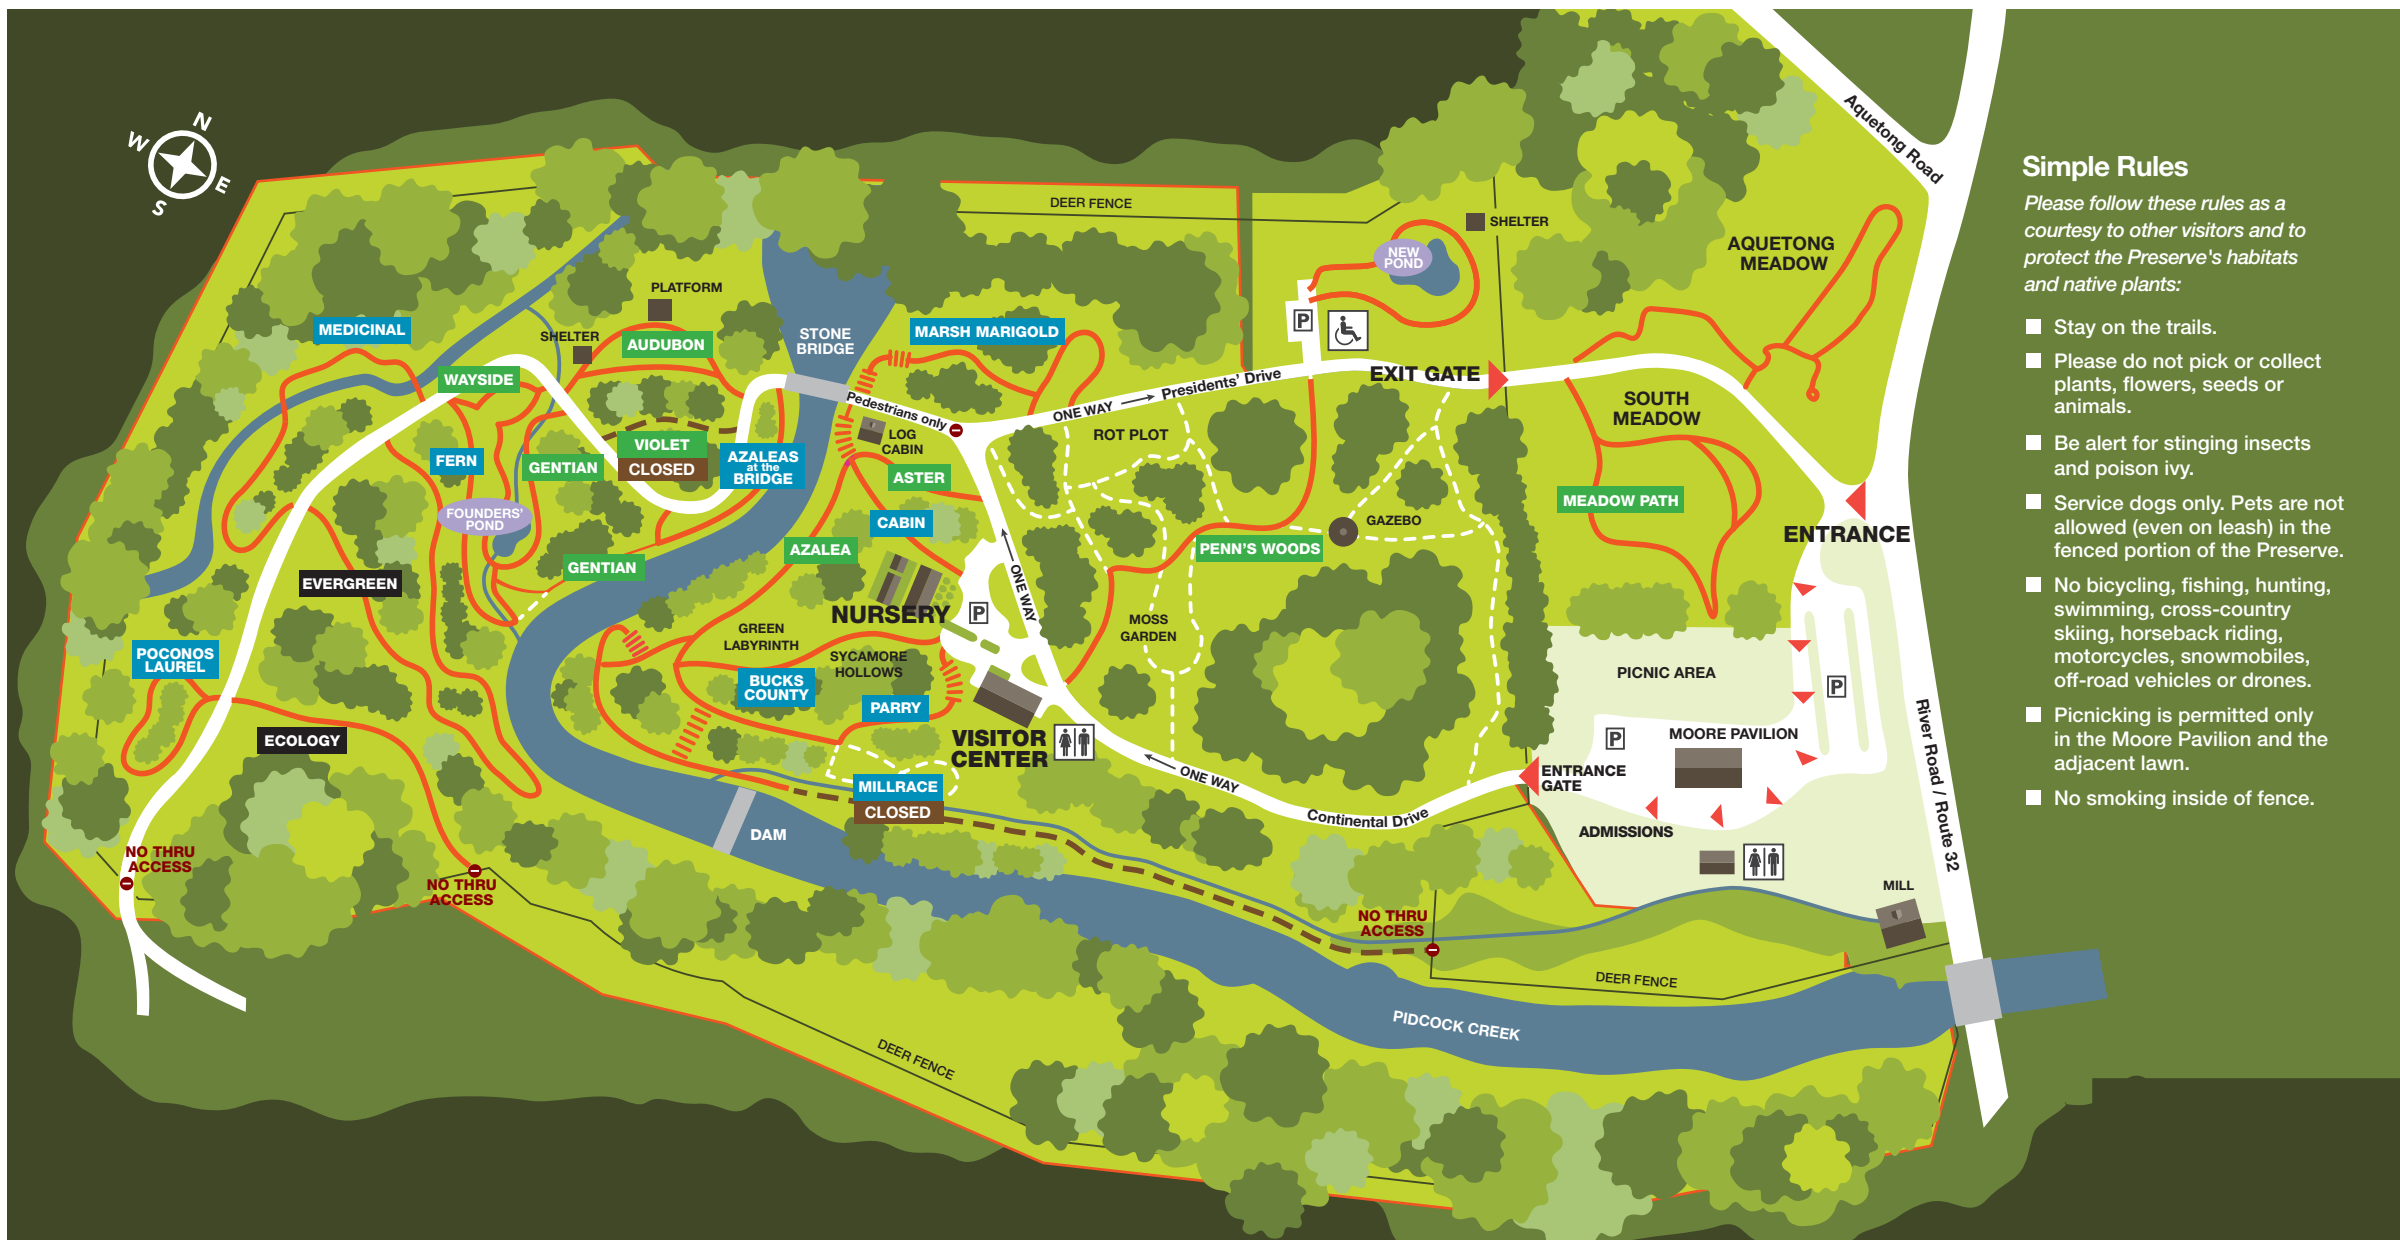 N
W
E
S
Aquetong Road
DEER FENCE
SHELTER
NEW
POND
AQUETONG
MEADOW
PLATFORM
SHELTER
MEDICINAL
AUDUBON
STONE
BRIDGE
MARSH MARIGOLD
P
WAYSIDE
EXIT GATE
Presidents' Drive
ONE WAY
Pedestrians only
SOUTH
MEADOW
LOG
CABIN
ROT PLOT
VIOLET
CLOSED
FERN
GENTIAN
AZALEAS
at the
BRIDGE
ASTER
MEADOW PATH
FOUNDERS'
POND
CABIN
GAZEBO
ENTRANCE
AZALEA
PENN'S WOODS
GENTIAN
EVERGREEN
ONE WAY
NURSERY
P
GREEN
LABYRINTH
MOSS
GARDEN
SYCAMORE
HOLLOWS
POCONOS
LAUREL
PICNIC AREA
BUCKS
COUNTY
P
PARRY
ECOLOGY
VISITOR
CENTER
P
MOORE PAVILION
River Road / Route 32
ENTRANCE
GATE
ONE WAY
MILLRACE
CLOSED
Continental Drive
DAM
ADMISSIONS
NO THRU
ACCESS
NO THRU
ACCESS
MILL
NO THRU
ACCESS
DEER FENCE
PIDCOCK CREEK
DEER FENCE
Simple Rules
Please follow these rules as a
courtesy to other visitors and to
protect the Preserve's habitats
and native plants:
Stay on the trails.
Please do not pick or collect
plants, flowers, seeds or
animals.
Be alert for stinging insects
and poison ivy.
Service dogs only. Pets are not
allowed (even on leash) in the
fenced portion of the Preserve.
No bicycling, fishing, hunting,
swimming, cross-country
skiing, horseback riding,
motorcycles, snowmobiles,
off-road vehicles or drones.
Picnicking is permitted only
in the Moore Pavilion and the
adjacent lawn.
No smoking inside of fence.